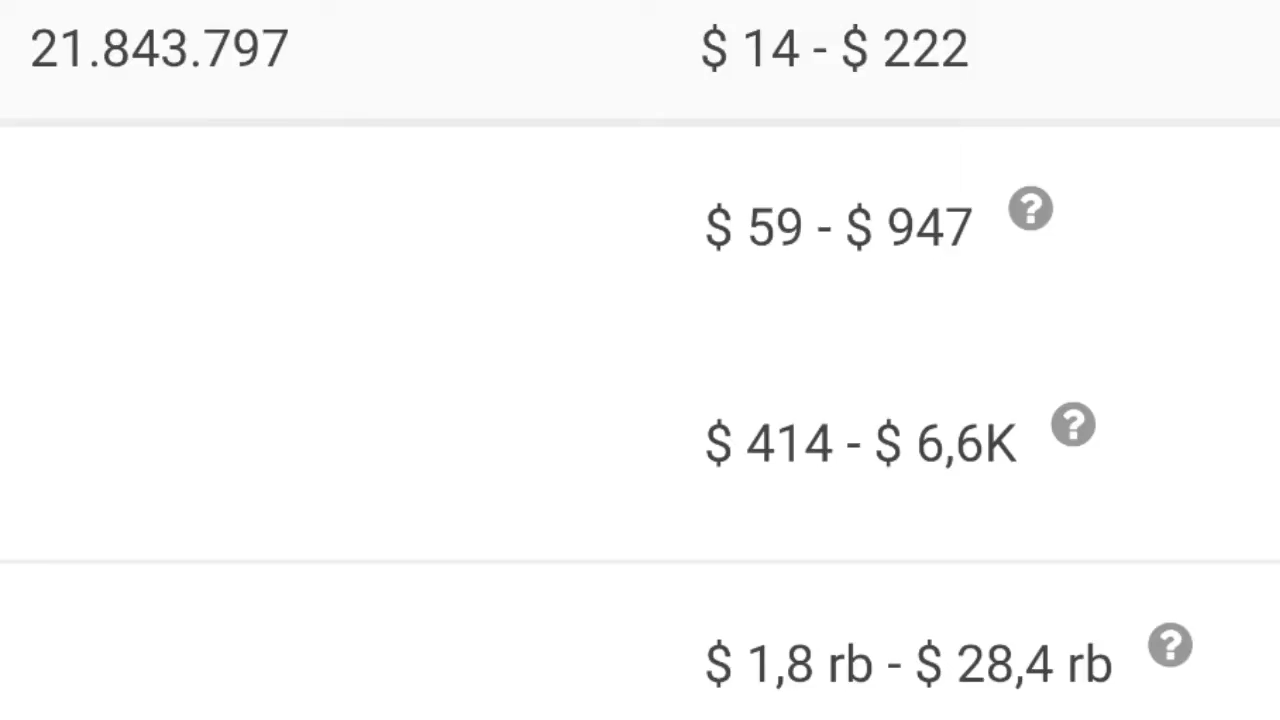 21.843.797 $ 14 - $ 222
$ 59 - $ 947 ?
$ 414 - $ 6,6K ?
$ 1,8 rb - $ 28,4 rb ?